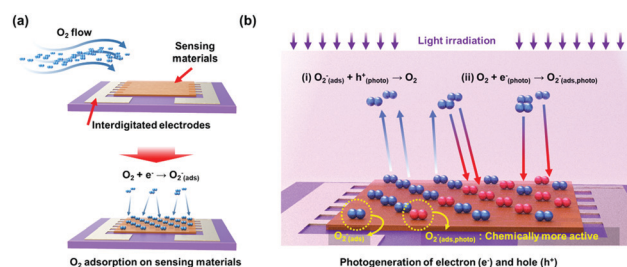 (a)
O₂ flow
Sensing
materials
Interdigitated electrodes
O₂ + e⁻ → O₂⁻(ads)
O₂ adsorption on sensing materials
(b)
Light irradiation
(i) O₂⁻(ads) + h⁺(photo) → O₂
(ii) O₂ + e⁻(photo) → O₂⁻(ads,photo)
O₂⁻(ads)
O₂⁻(ads,photo) : Chemically more active
Photogeneration of electron (e⁻) and hole (h⁺)